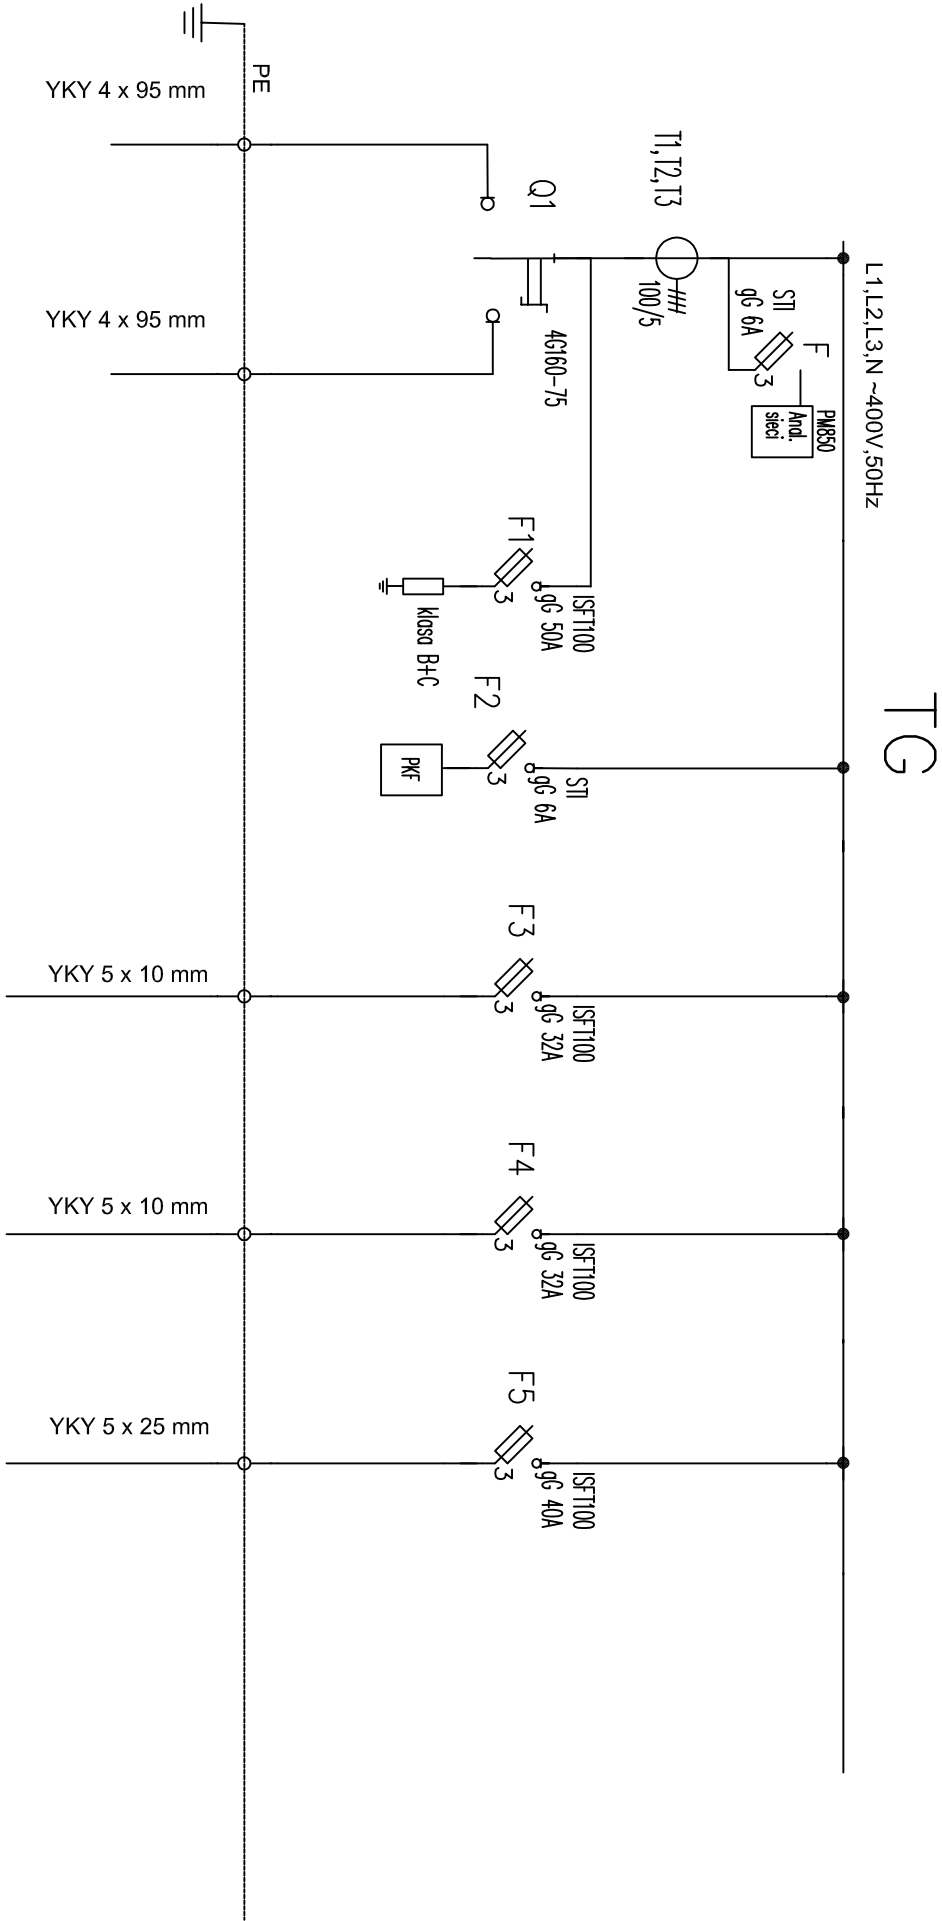 TG
L1,L2,L3,N ~400V,50Hz
PE
YKY 4 x 95 mm
YKY 4 x 95 mm
Q1
4G160-75
T1,T2,T3
100/5
STI
gG 6A
F
3
PM850
Anal.
sieci
F1
3
ISFT100
gG 50A
klasa B+C
F2
3
STI
gG 6A
PKF
F3
3
ISFT100
gG 32A
YKY 5 x 10 mm
F4
3
ISFT100
gG 32A
YKY 5 x 10 mm
F5
3
ISFT100
gG 40A
YKY 5 x 25 mm